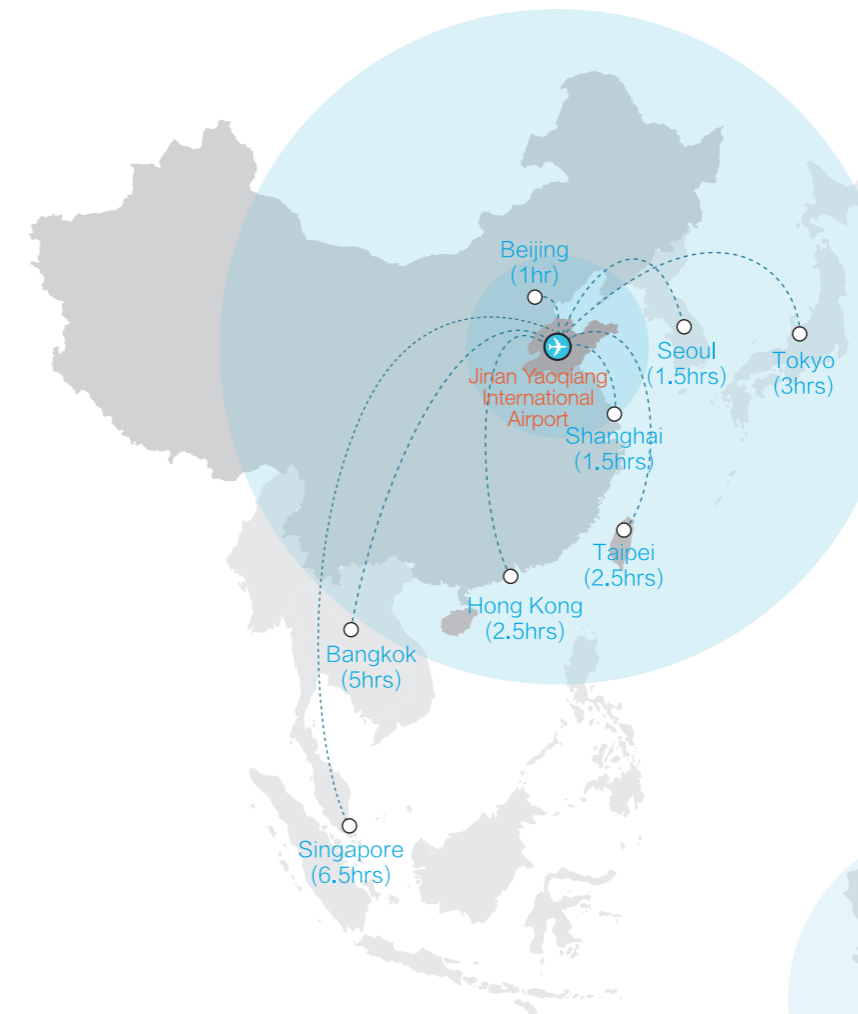 Beijing
(1hr)
Jinan Yaoqiang
International
Airport
Seoul
(1.5hrs)
Tokyo
(3hrs)
Shanghai
(1.5hrs)
Taipei
(2.5hrs)
Hong Kong
(2.5hrs)
Bangkok
(5hrs)
Singapore
(6.5hrs)